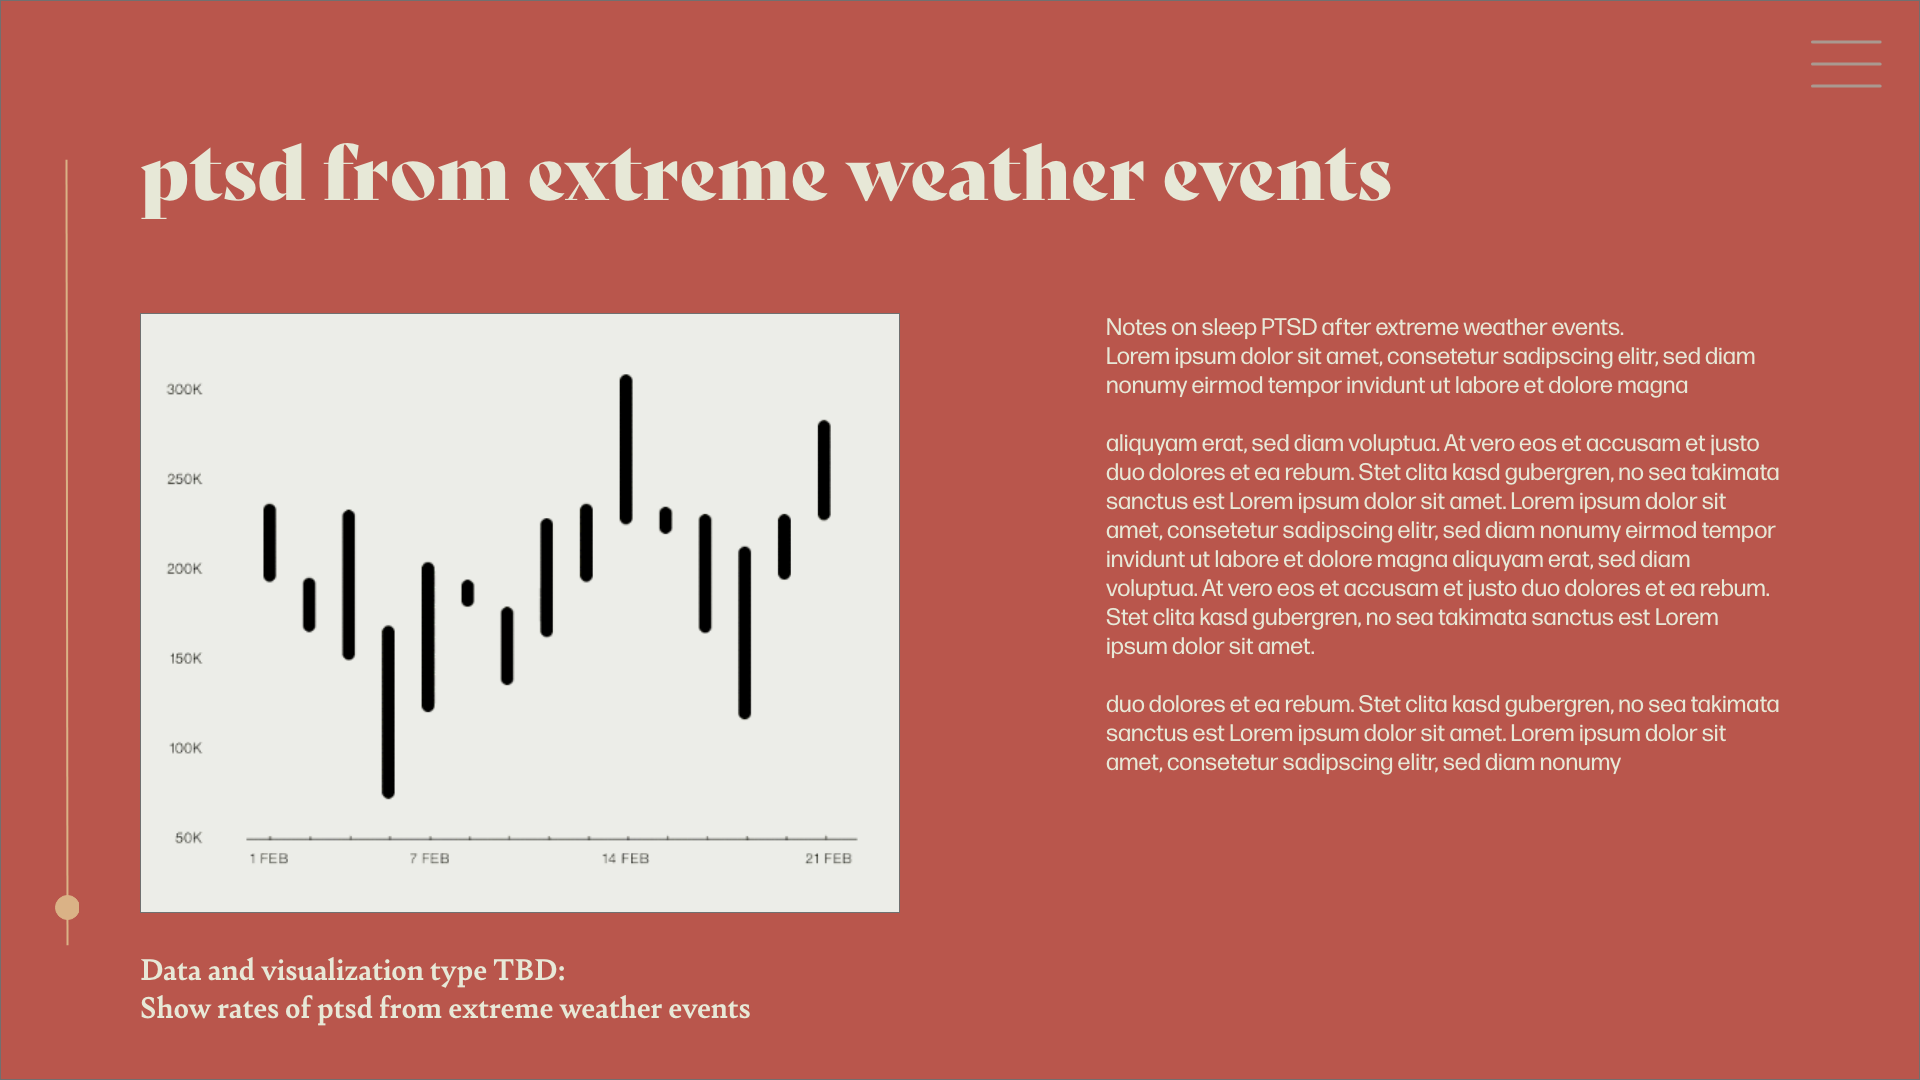 ptsd from extreme weather events
300K
250K
200K
150K
100K
50K
1 FEB
7 FEB
14 FEB
21 FEB
Data and visualization type TBD:
Show rates of ptsd from extreme weather events
Notes on sleep PTSD after extreme weather events.
Lorem ipsum dolor sit amet, consetetur sadipscing elitr, sed diam
nonumy eirmod tempor invidunt ut labore et dolore magna
aliquyam erat, sed diam voluptua. At vero eos et accusam et justo
duo dolores et ea rebum. Stet clita kasd gubergren, no sea takimata
sanctus est Lorem ipsum dolor sit amet. Lorem ipsum dolor sit
amet, consetetur sadipscing elitr, sed diam nonumy eirmod tempor
invidunt ut labore et dolore magna aliquyam erat, sed diam
voluptua. At vero eos et accusam et justo duo dolores et ea rebum.
Stet clita kasd gubergren, no sea takimata sanctus est Lorem
ipsum dolor sit amet.
duo dolores et ea rebum. Stet clita kasd gubergren, no sea takimata
sanctus est Lorem ipsum dolor sit amet. Lorem ipsum dolor sit
amet, consetetur sadipscing elitr, sed diam nonumy